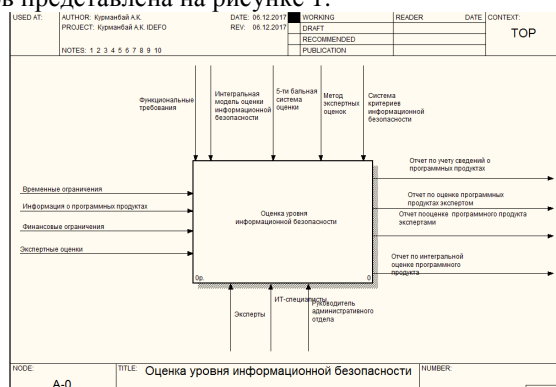 ов представлена на рисунке 1.
USED AT: AUTHOR: Курманбай А.К. DATE: 06.12.2017 WORKING READER DATE CONTEXT:
PROJECT: Курманбай А.К. IDEFO REV: 06.12.2017 DRAFT
TOP
RECOMMENDED
NOTES: 1 2 3 4 5 6 7 8 9 10 PUBLICATION
Функциональные
требования
Интегральная
модель оценки
информационной
безопасности
5-ти бальная
система
оценки
Метод
экспертных
оценок
Система
критериев
информационной
безопасности
Временные ограничения
Информация о программных продуктах
Финансовые ограничения
Экспертные оценки
Оценка уровня
информационной безопасности
0р. 0
Отчет по учету сведений о
программных продуктах
Отчет по оценке программных
продуктах экспертом
Отчет пооценке программного продукта
экспертами
Отчет по интегральной
оценке программного
продукта
Эксперты
ИТ-специалисты
Руководитель
административного
отдела
NODE: TITLE: Оценка уровня информационной безопасности NUMBER:
A-0